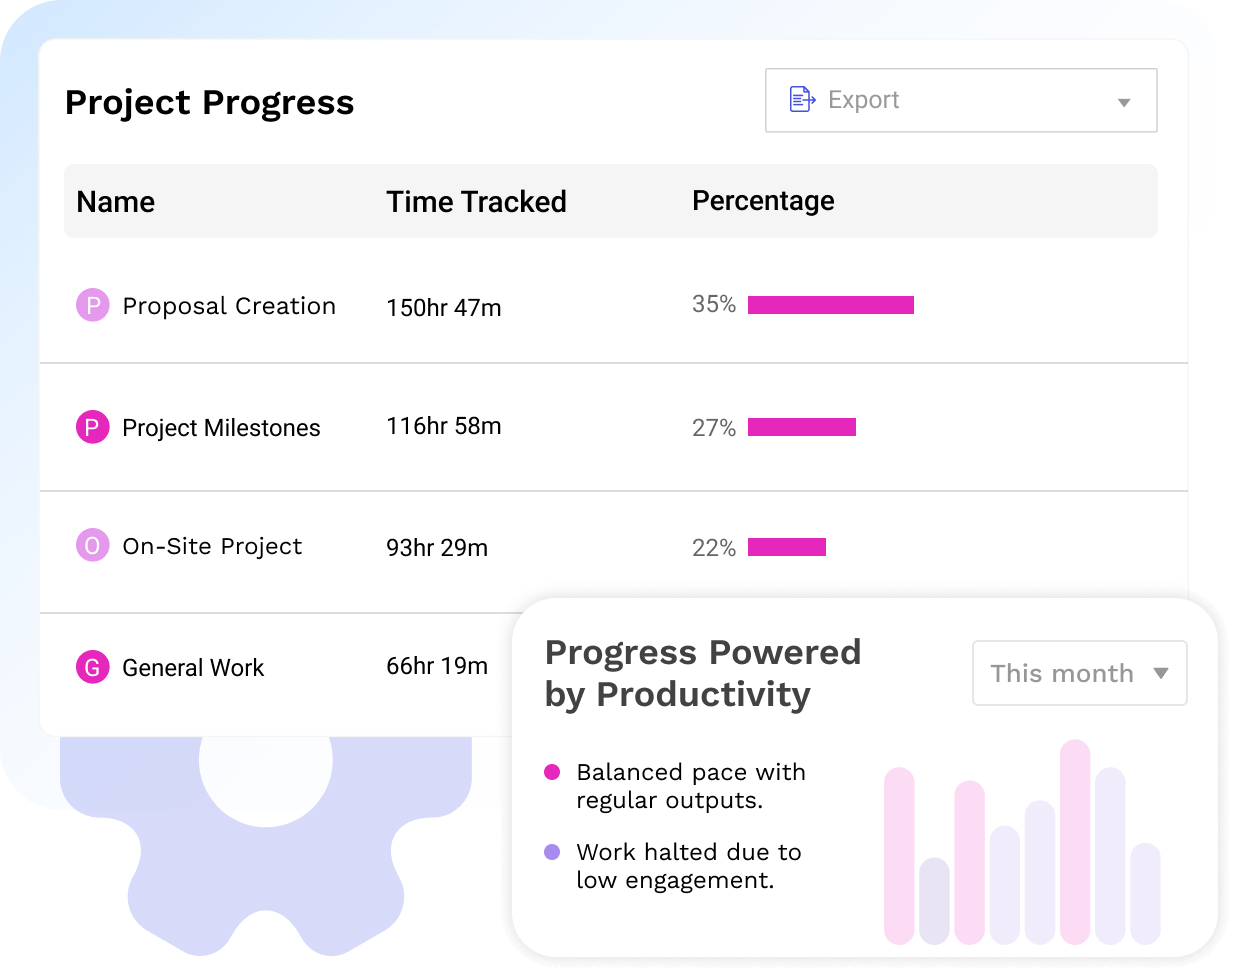 Project Progress
Export
Name Time Tracked Percentage
P Proposal Creation 150hr 47m 35%
P Project Milestones 116hr 58m 27%
O On-Site Project 93hr 29m 22%
G General Work 66hr 19m
Progress Powered
by Productivity
This month
Balanced pace with
regular outputs.
Work halted due to
low engagement.